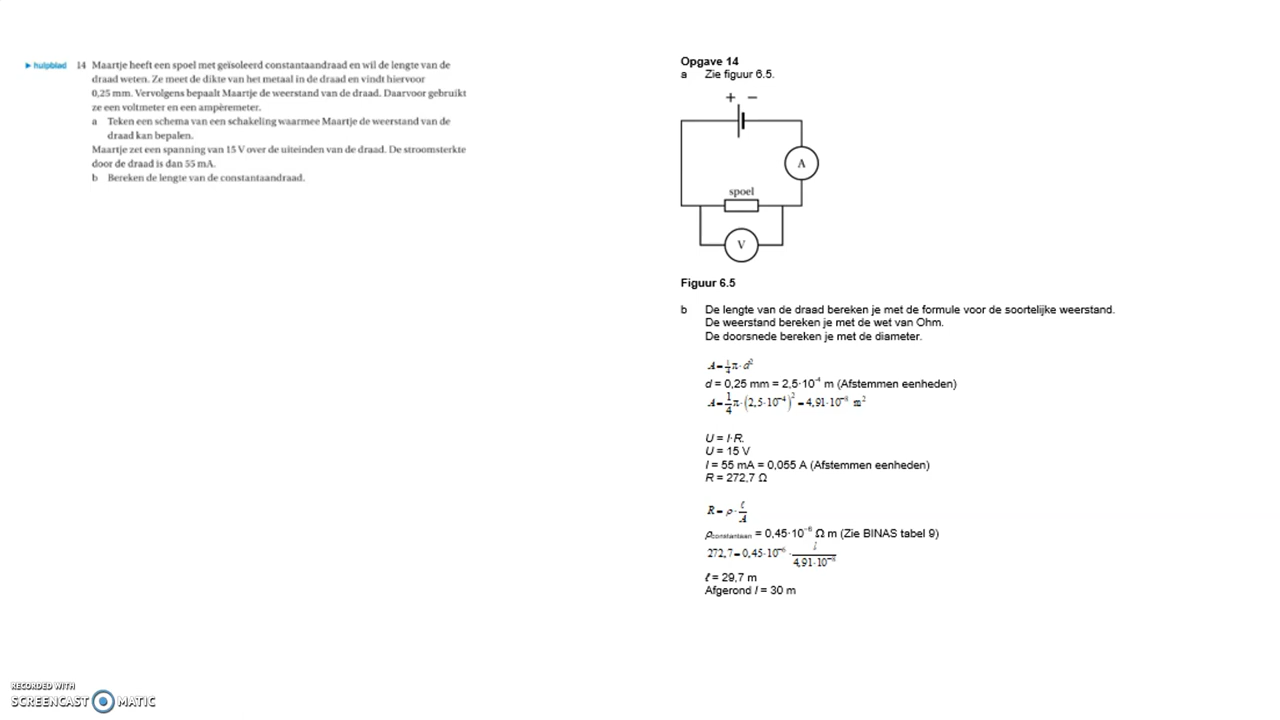 ▶ hulpblad 14 Maartje heeft een spoel met geïsoleerd constantaandraad en wil de lengte van de
draad weten. Ze meet de dikte van het metaal in de draad en vindt hiervoor
0,25 mm. Vervolgens bepaalt Maartje de weerstand van de draad. Daarvoor gebruikt
ze een voltmeter en een ampèremeter.
a Teken een schema van een schakeling waarmee Maartje de weerstand van de
draad kan bepalen.
Maartje zet een spanning van 15 V over de uiteinden van de draad. De stroomsterkte
door de draad is dan 55 mA.
b Bereken de lengte van de constantaandraad.
Opgave 14
a Zie figuur 6.5.
+ −
A
spoel
V
Figuur 6.5
b De lengte van de draad bereken je met de formule voor de soortelijke weerstand.
De weerstand bereken je met de wet van Ohm.
De doorsnede bereken je met de diameter.
A = 1/4 π · d²
d = 0,25 mm = 2,5·10⁻⁴ m (Afstemmen eenheden)
A = 1/4 π · (2,5·10⁻⁴)² = 4,91·10⁻⁸ m²
U = I·R.
U = 15 V
I = 55 mA = 0,055 A (Afstemmen eenheden)
R = 272,7 Ω
R = ρ · ℓ/A
ρconstantaan = 0,45·10⁻⁶ Ω m (Zie BINAS tabel 9)
272,7 = 0,45·10⁻⁶ · l/4,91·10⁻⁸
ℓ = 29,7 m
Afgerond l = 30 m
RECORDED WITH
SCREENCAST MATIC